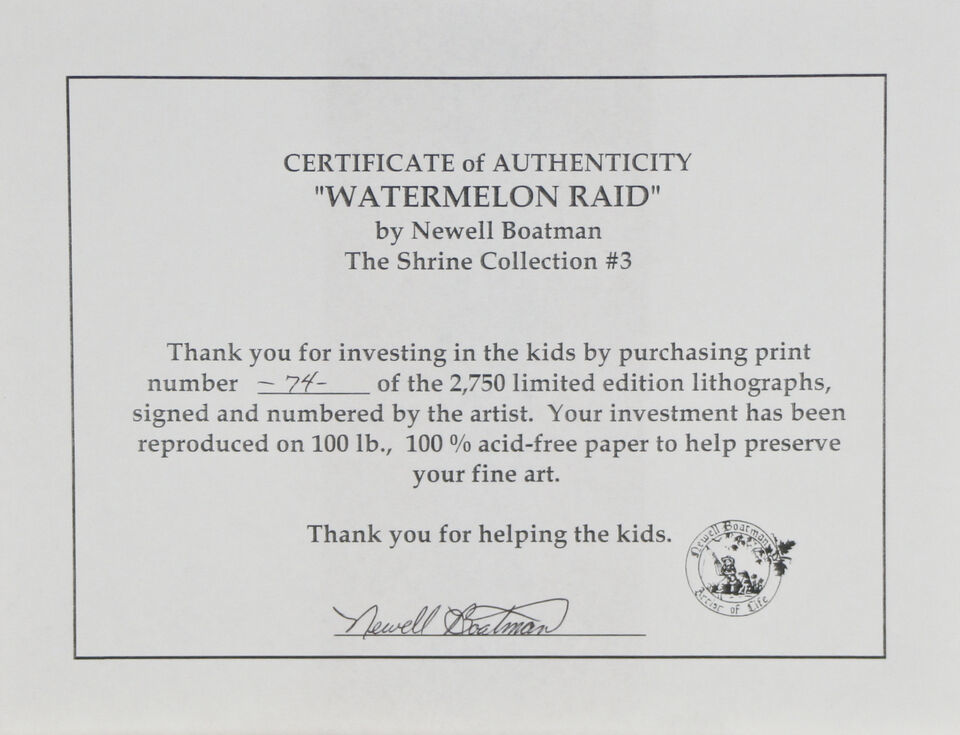 CERTIFICATE of AUTHENTICITY
"WATERMELON RAID"
by Newell Boatman
The Shrine Collection #3
Thank you for investing in the kids by purchasing print
number - 74 - of the 2,750 limited edition lithographs,
signed and numbered by the artist. Your investment has been
reproduced on 100 lb., 100 % acid-free paper to help preserve
your fine art.
Thank you for helping the kids.
Newell Boatman
Artist of Life
Newell Boatman